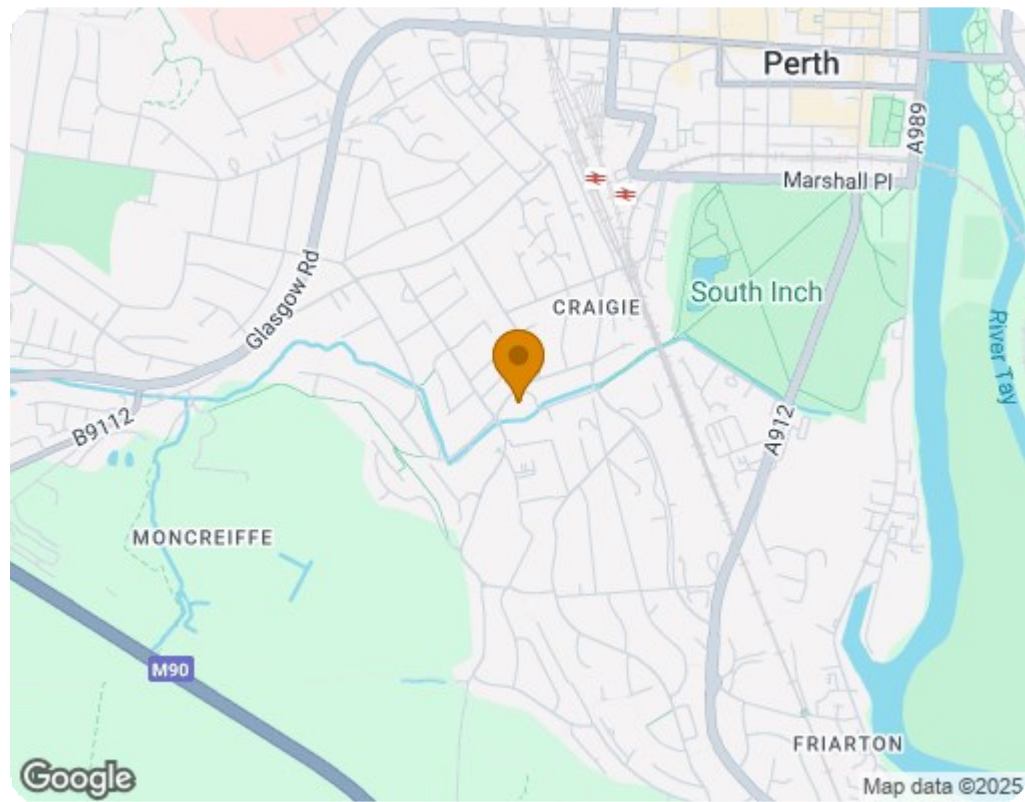 Perth
A989
Marshall Pl
Glasgow Rd
South Inch
CRAIGIE
River Tay
B9112
A912
MONCREIFFE
M90
FRIARTON
Google
Map data ©2025